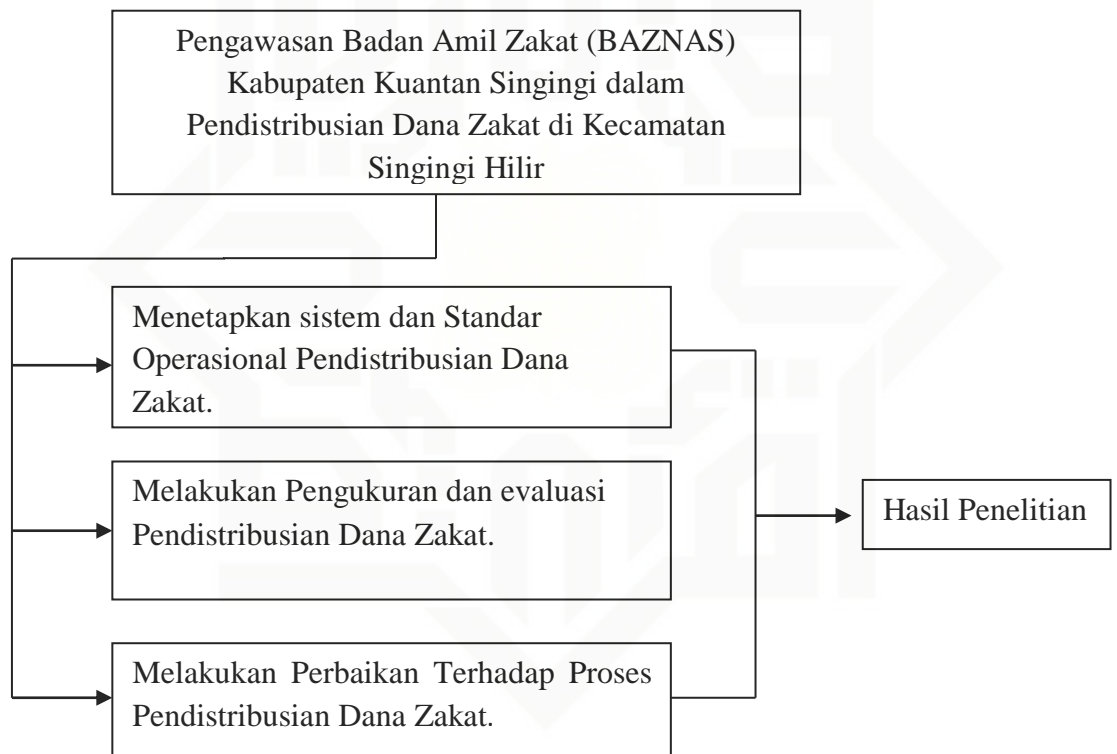 Pengawasan Badan Amil Zakat (BAZNAS)
Kabupaten Kuantan Singingi dalam
Pendistribusian Dana Zakat di Kecamatan
Singingi Hilir
Menetapkan sistem dan Standar
Operasional Pendistribusian Dana
Zakat.
Melakukan Pengukuran dan evaluasi
Pendistribusian Dana Zakat.
Hasil Penelitian
Melakukan Perbaikan Terhadap Proses
Pendistribusian Dana Zakat.